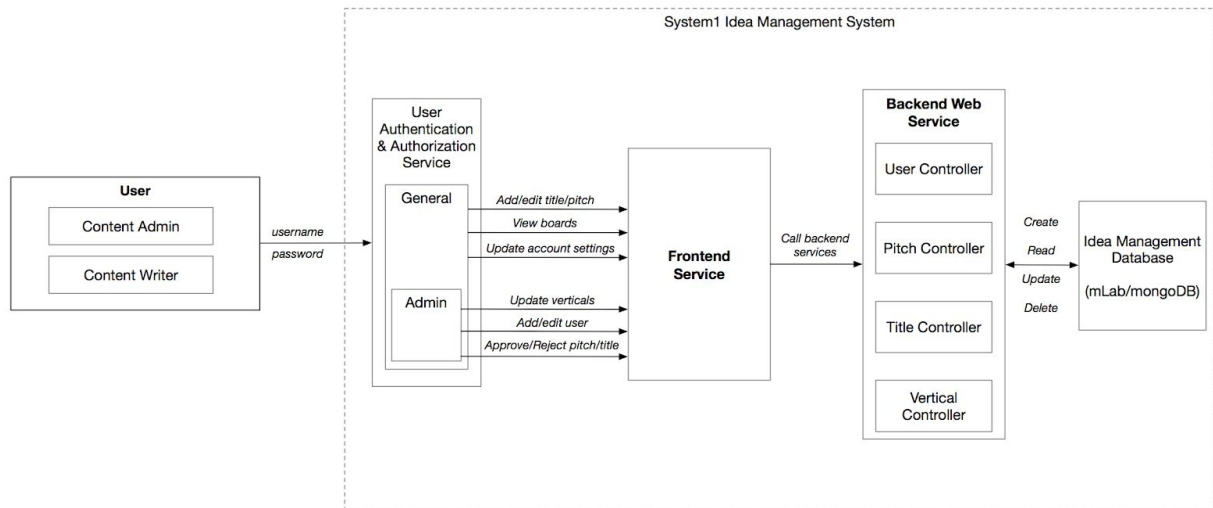 System1 Idea Management System
User
Content Admin
Content Writer
username
password
User
Authentication
& Authorization
Service
General
Admin
Add/edit title/pitch
View boards
Update account settings
Update verticals
Add/edit user
Approve/Reject pitch/title
Frontend
Service
Call backend
services
Backend Web
Service
User Controller
Pitch Controller
Title Controller
Vertical
Controller
Create
Read
Update
Delete
Idea Management
Database
(mLab/mongoDB)